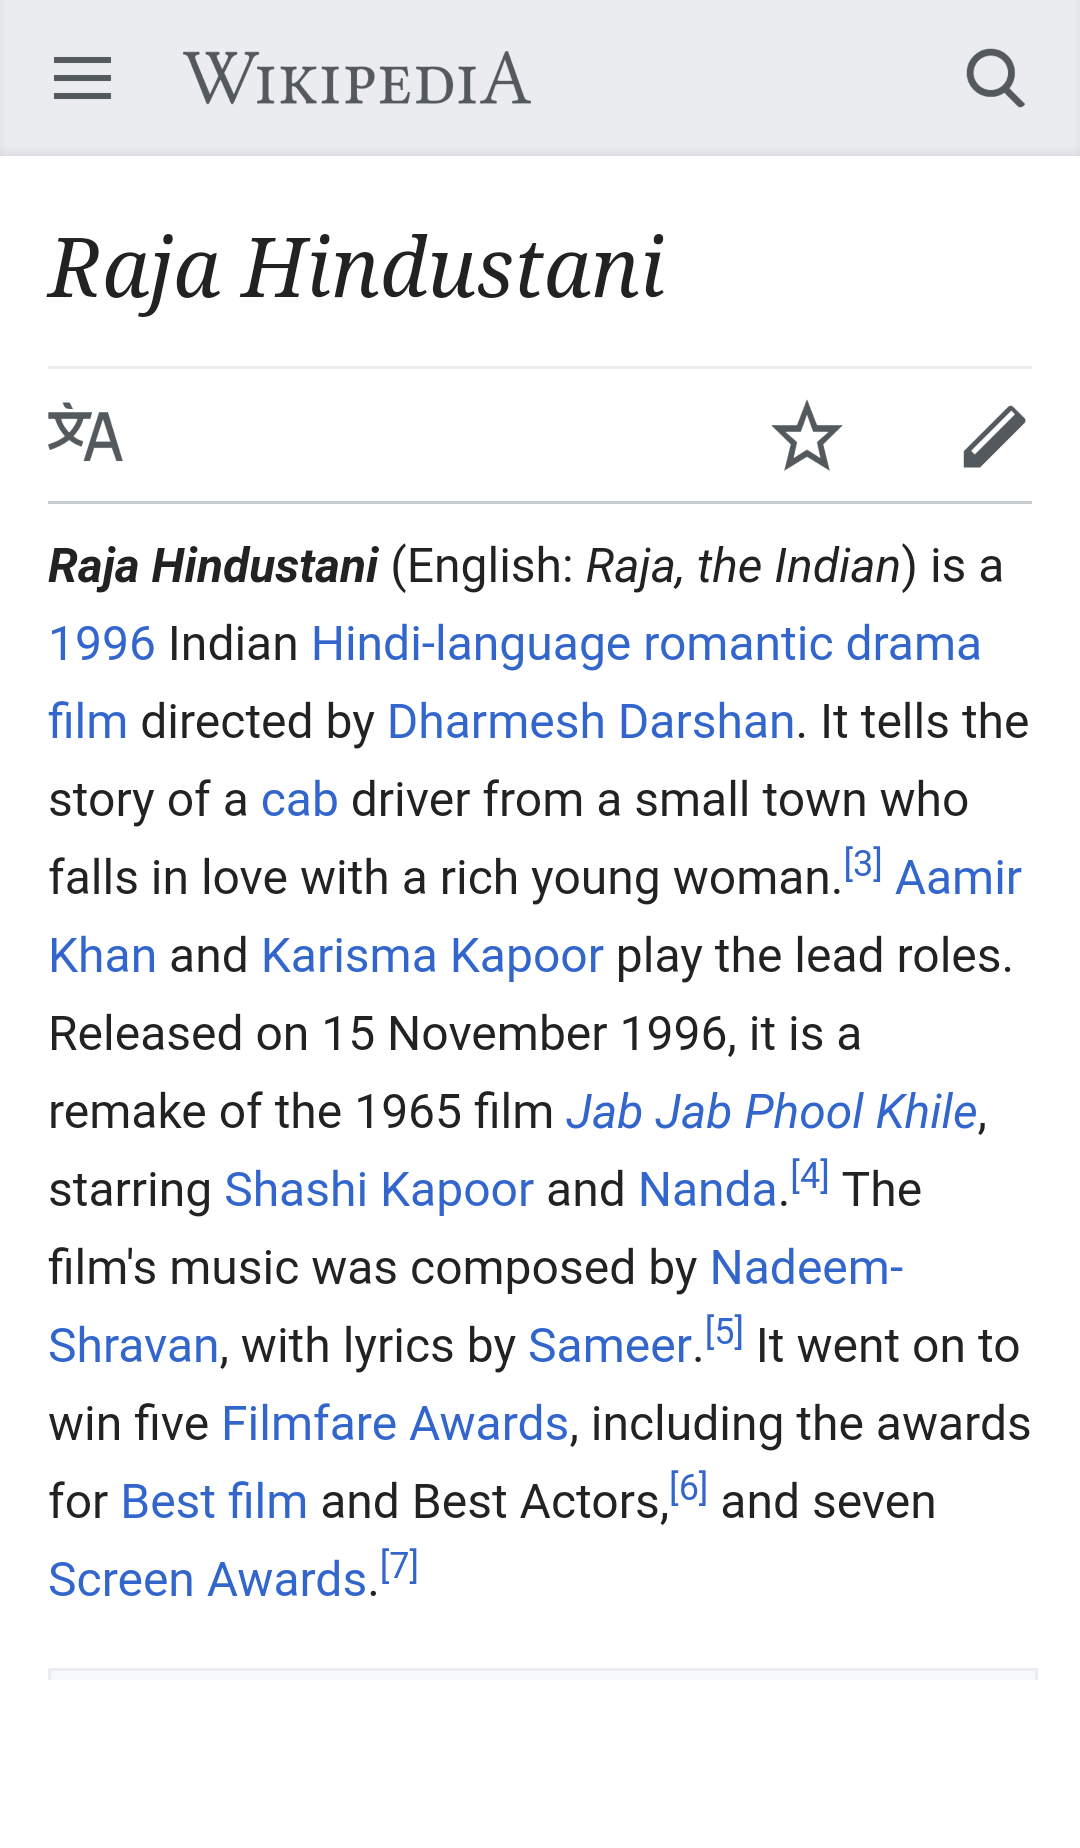 WIKIPEDIA
Raja Hindustani
文A
Raja Hindustani (English: Raja, the Indian) is a
1996 Indian Hindi-language romantic drama
film directed by Dharmesh Darshan. It tells the
story of a cab driver from a small town who
falls in love with a rich young woman.[3] Aamir
Khan and Karisma Kapoor play the lead roles.
Released on 15 November 1996, it is a
remake of the 1965 film Jab Jab Phool Khile,
starring Shashi Kapoor and Nanda.[4] The
film's music was composed by Nadeem-
Shravan, with lyrics by Sameer.[5] It went on to
win five Filmfare Awards, including the awards
for Best film and Best Actors,[6] and seven
Screen Awards.[7]